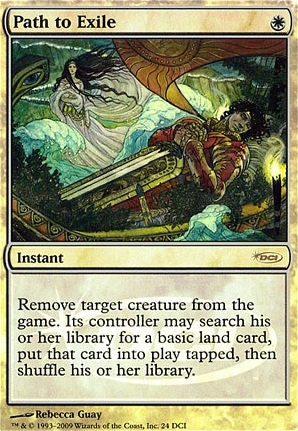 Path to Exile
Instant
DCI
Remove target creature from the
game. Its controller may search his
or her library for a basic land card,
put that card into play tapped, then
shuffle his or her library.
Rebecca Guay
™ & © 1993–2009 Wizards of the Coast, Inc. 24 DCI